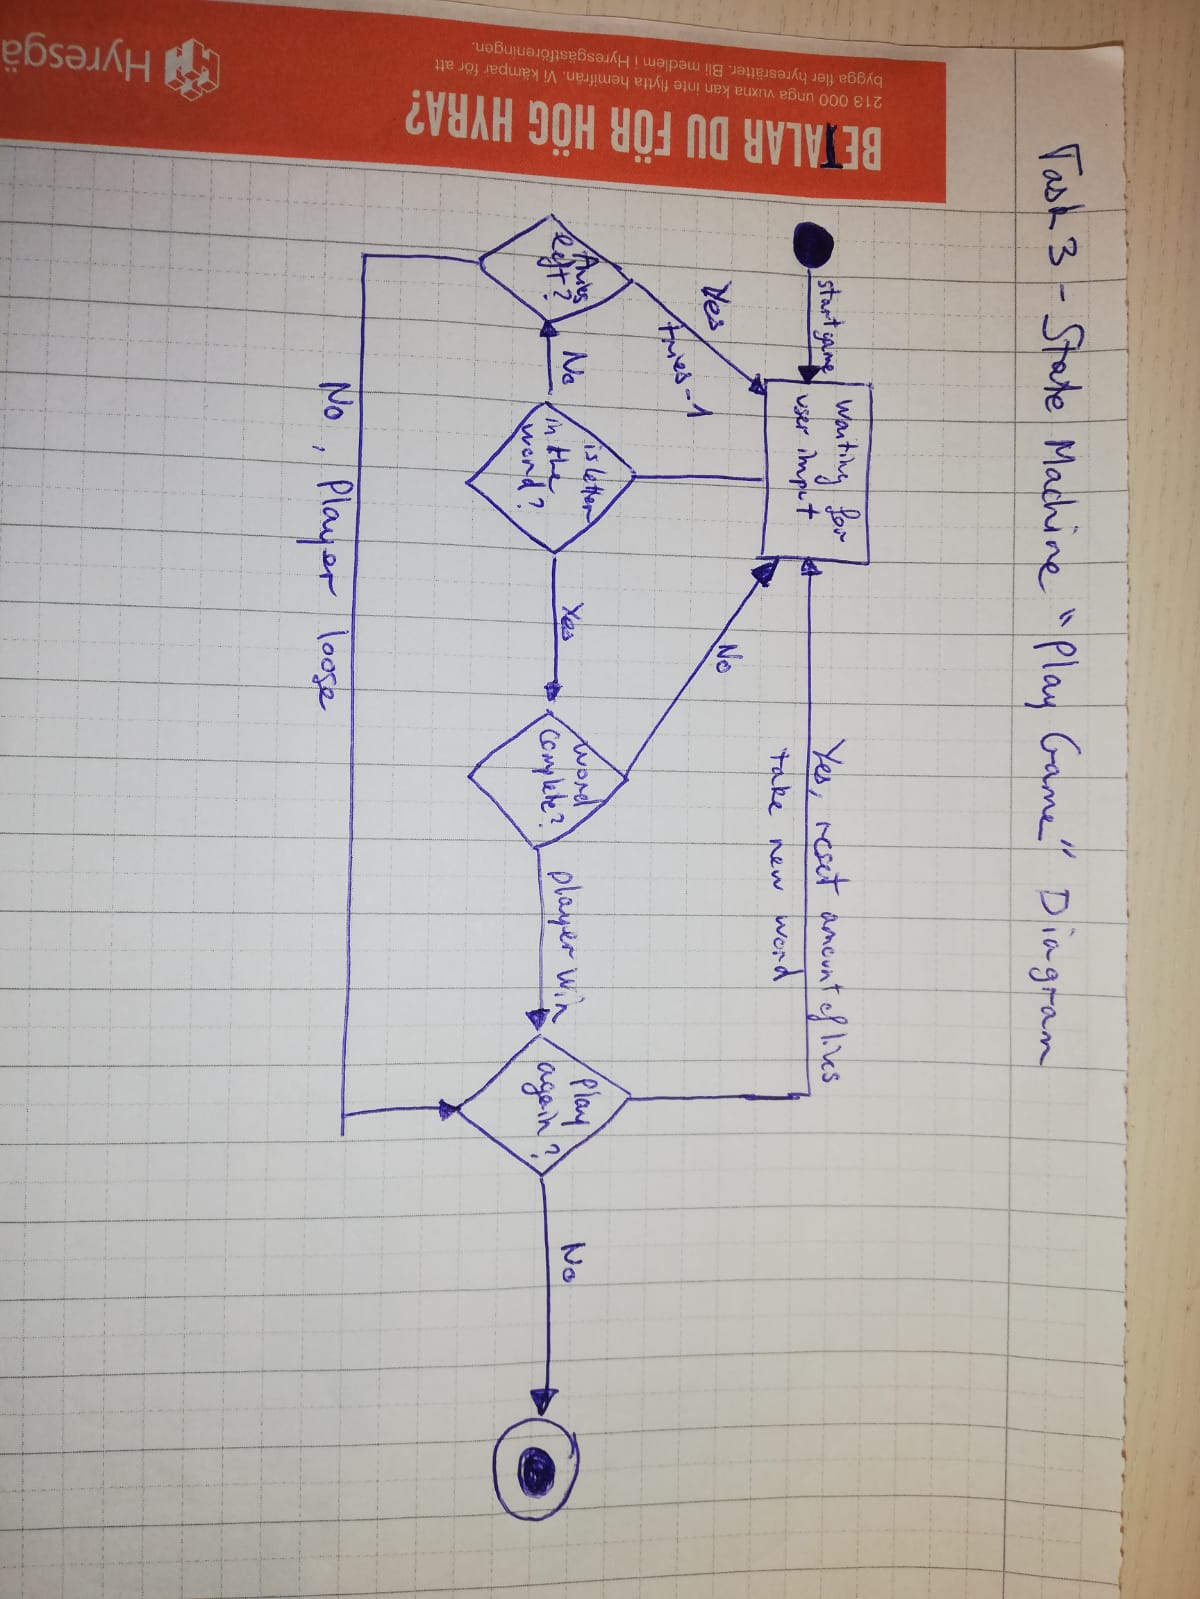 Task 3 - State Machine "Play Game" Diagram
start game
Waiting for
user input
Yes
tries-1
Tries
left?
No
is letter
in the
word?
Yes
No
word
complete?
player win
Yes, reset amount of lives
take new word
Play
again?
No
No, Player loose
BETALAR DU FÖR HÖG HYRA?
213 000 unga vuxna kan inte flytta hemifrån. Vi kämpar för att
bygga fler hyresrätter. Bli medlem i Hyresgästföreningen.
Hyresgä